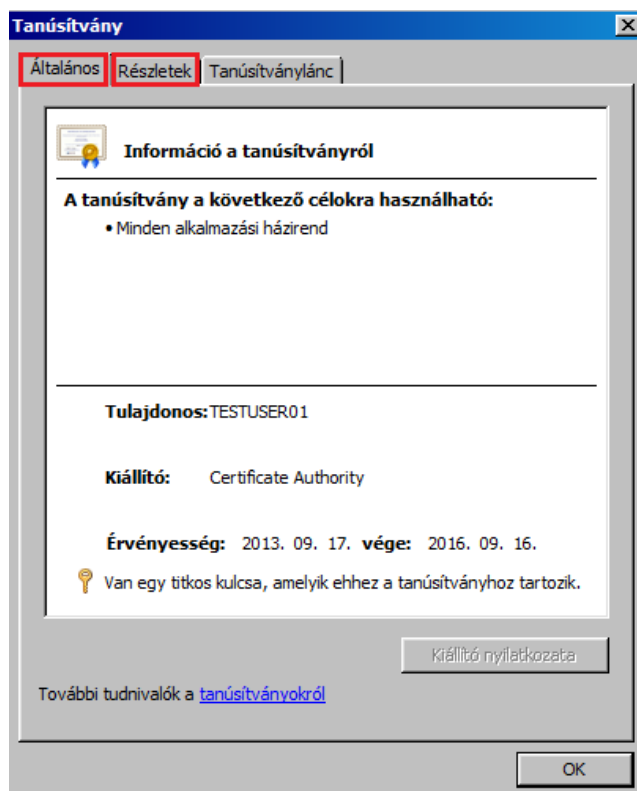 Tanúsítvány
Általános Részletek Tanúsítványlánc
Információ a tanúsítványról
A tanúsítvány a következő célokra használható:
• Minden alkalmazási házirend
Tulajdonos: TESTUSER01
Kiállító: Certificate Authority
Érvényesség: 2013. 09. 17. vége: 2016. 09. 16.
Van egy titkos kulcsa, amelyik ehhez a tanúsítványhoz tartozik.
Kiállító nyilatkozata
További tudnivalók a tanúsítványokról
OK